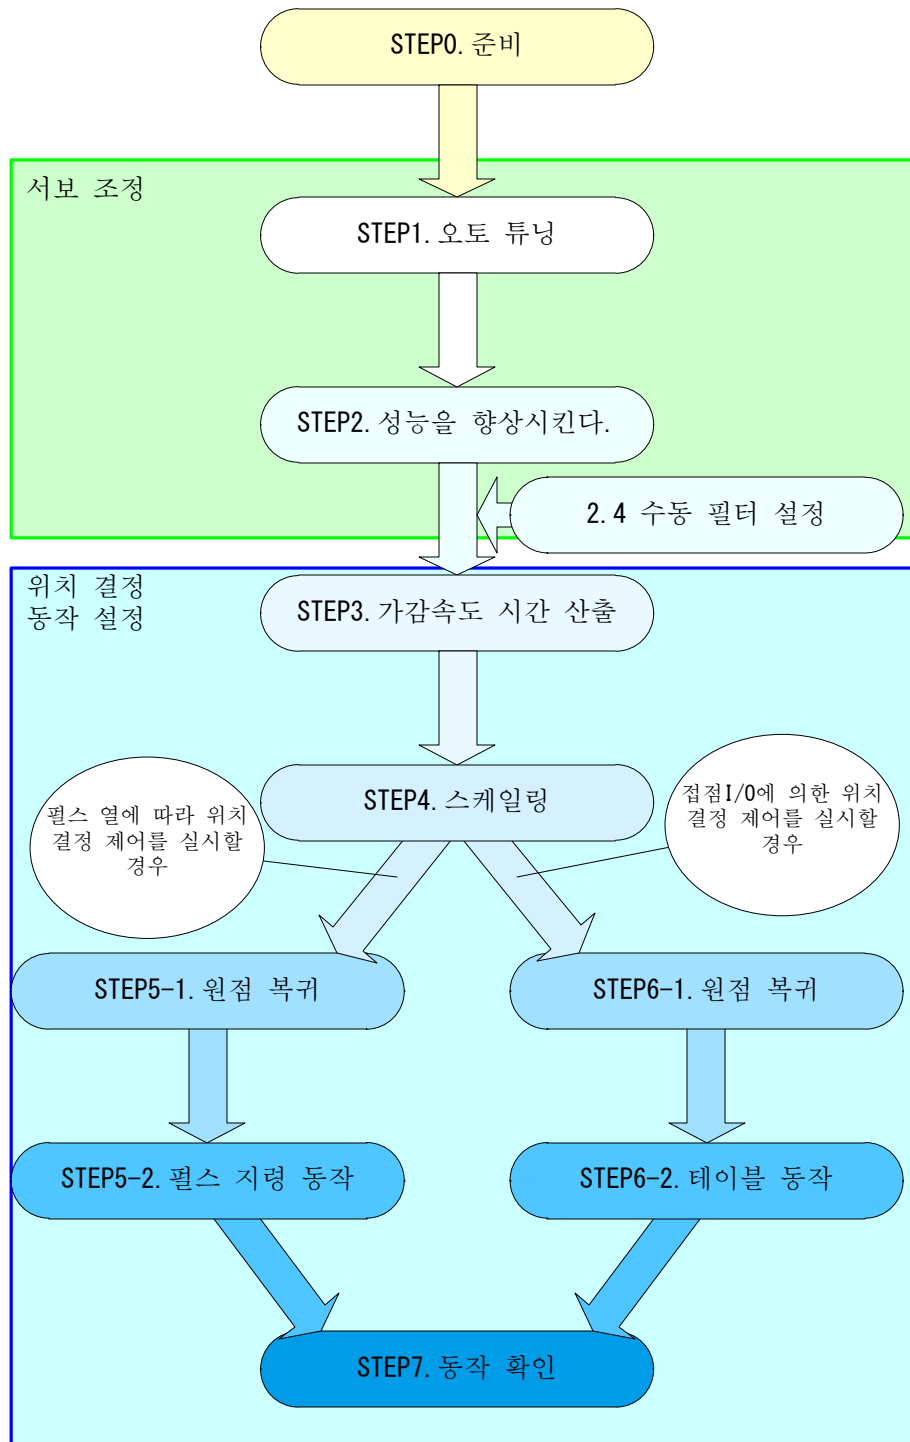 STEP0. 준비
서보 조정
STEP1. 오토 튜닝
STEP2. 성능을 향상시킨다.
2.4 수동 필터 설정
위치 결정
동작 설정
STEP3. 가감속도 시간 산출
STEP4. 스케일링
펄스 열에 따라 위치
결정 제어를 실시할
경우
접점I/O에 의한 위치
결정 제어를 실시할
경우
STEP5-1. 원점 복귀
STEP6-1. 원점 복귀
STEP5-2. 펄스 지령 동작
STEP6-2. 테이블 동작
STEP7. 동작 확인